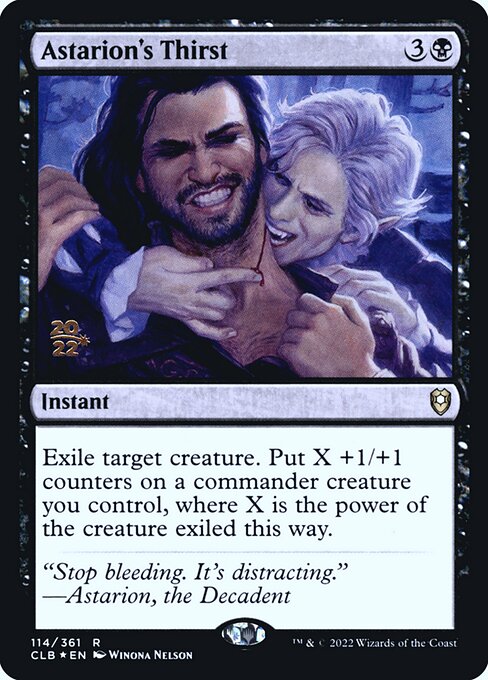 Astarion's Thirst 3
20
22
Instant
Exile target creature. Put X +1/+1
counters on a commander creature
you control, where X is the power of
the creature exiled this way.
“Stop bleeding. It's distracting.”
—Astarion, the Decadent
114/361 R
CLB ★ EN Winona Nelson
™ & © 2022 Wizards of the Coast